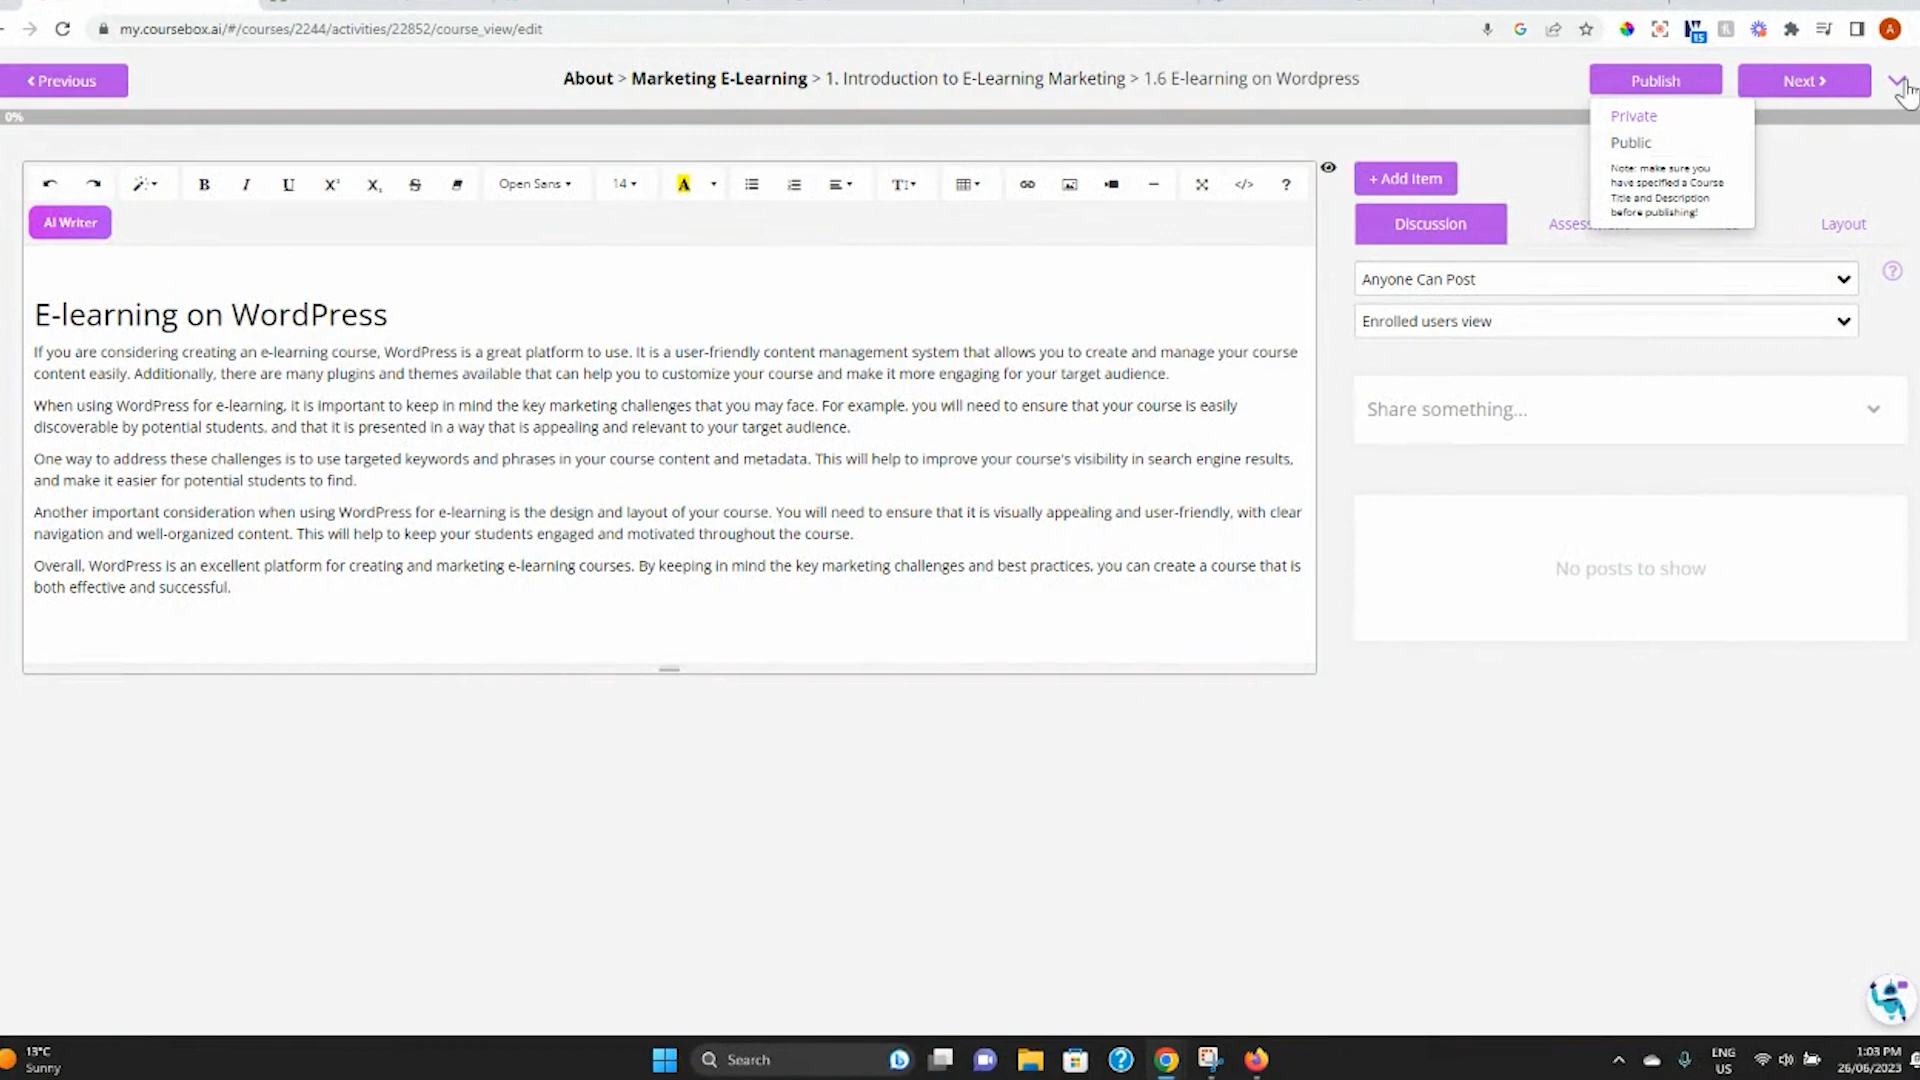 my.coursebox.ai/#/courses/2244/activities/22852/course_view/edit
Previous
About > Marketing E-Learning > 1. Introduction to E-Learning Marketing > 1.6 E-learning on Wordpress
Publish
Next
0%
Private
Public
Note: make sure you
have specified a Course
Title and Description
before publishing!
B I U X² X₂ S Open Sans 14 A T </> ?
AI Writer
+ Add Item
Discussion
Layout
Anyone Can Post
Enrolled users view
Share something...
No posts to show
E-learning on WordPress
If you are considering creating an e-learning course, WordPress is a great platform to use. It is a user-friendly content management system that allows you to create and manage your course
content easily. Additionally, there are many plugins and themes available that can help you to customize your course and make it more engaging for your target audience.
When using WordPress for e-learning, it is important to keep in mind the key marketing challenges that you may face. For example, you will need to ensure that your course is easily
discoverable by potential students, and that it is presented in a way that is appealing and relevant to your target audience.
One way to address these challenges is to use targeted keywords and phrases in your course content and metadata. This will help to improve your course's visibility in search engine results,
and make it easier for potential students to find.
Another important consideration when using WordPress for e-learning is the design and layout of your course. You will need to ensure that it is visually appealing and user-friendly, with clear
navigation and well-organized content. This will help to keep your students engaged and motivated throughout the course.
Overall, WordPress is an excellent platform for creating and marketing e-learning courses. By keeping in mind the key marketing challenges and best practices, you can create a course that is
both effective and successful.
13°C
Sunny
Search
ENG
US
1:03 PM
26/06/2023
15
A